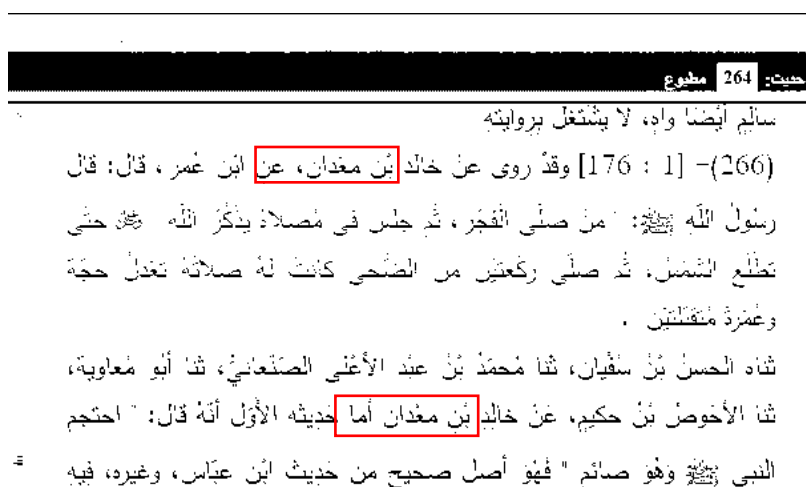 حديث: 264 مطبوع
سالم أيضا واه، لا يشتغل بروايته
(266)- [1 : 176] وقد روى عن خالد بن معدان، عن ابن عمر، قال: قال
رسول الله ﷺ: " من صلى الفجر، ثم جلس في مصلاه يذكر الله ﷻ حتى
تطلع الشمس، ثم صلى ركعتين من الضحى كانت له صلاته تعدل حجة
وعمرة متقبلتين .
ثناه الحسن بن سفيان، ثنا محمد بن عبد الأعلى الصنعاني، ثنا أبو معاوية،
ثنا الأحوص بن حكيم، عن خالد بن معدان أما حديثه الأول أنه قال: " احتجم
النبي ﷺ وهو صائم " فهو أصل صحيح من حديث ابن عباس، وغيره، فيه